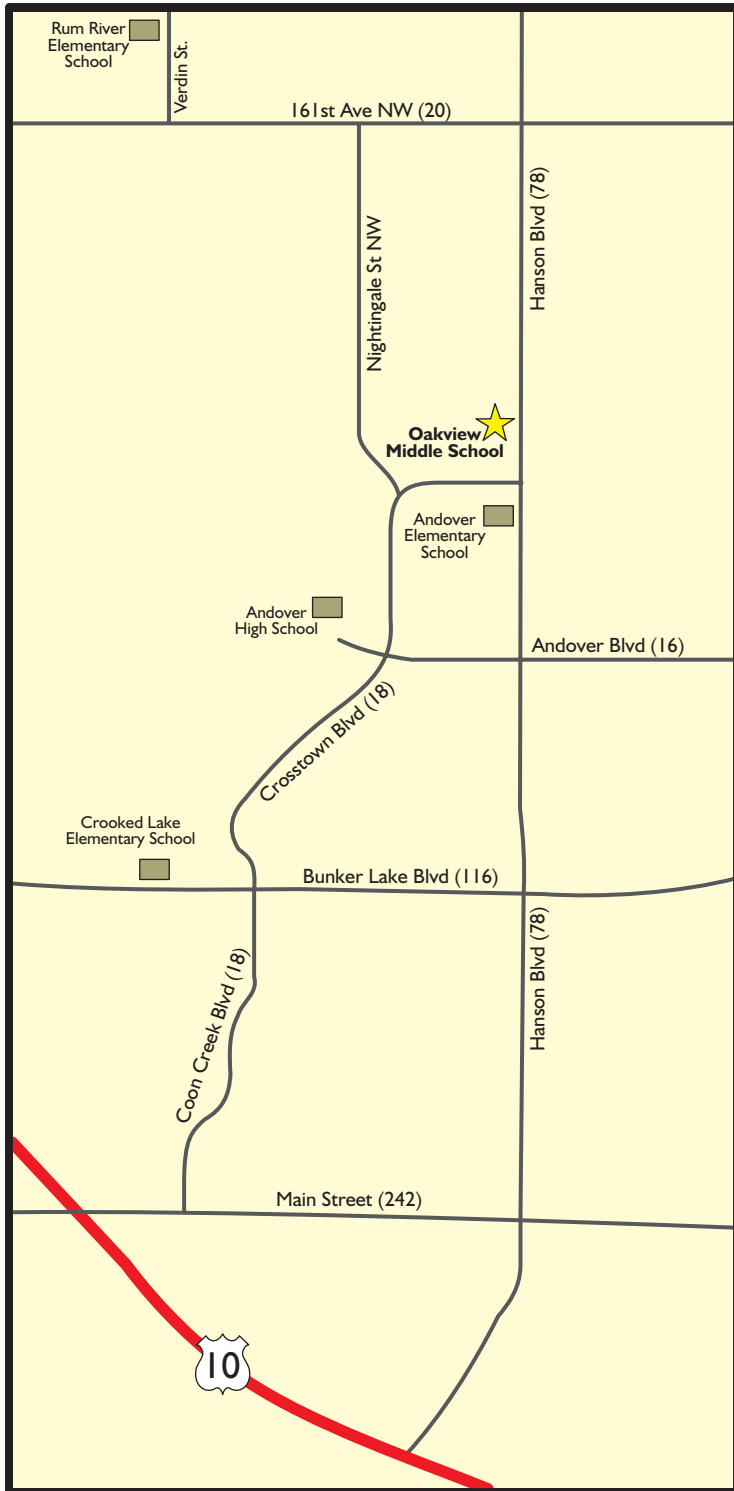 Rum River
Elementary
School
Verdin St.
161st Ave NW (20)
Hanson Blvd (78)
Nightingale St NW
Oakview
Middle School
Andover
Elementary
School
Andover
High School
Andover Blvd (16)
Crosstown Blvd (18)
Crooked Lake
Elementary School
Bunker Lake Blvd (116)
Hanson Blvd (78)
Coon Creek Blvd (18)
Main Street (242)
10